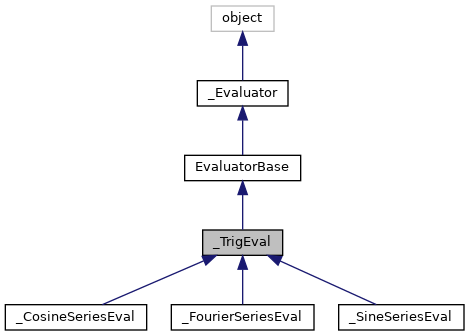 object
_Evaluator
EvaluatorBase
_TrigEval
_CosineSeriesEval
_FourierSeriesEval
_SineSeriesEval